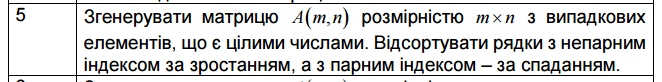 5 Згенерувати матрицю A(m,n) розмірністю m×n з випадкових
елементів, що є цілими числами. Відсортувати рядки з непарним
індексом за зростанням, а з парним індексом – за спаданням.